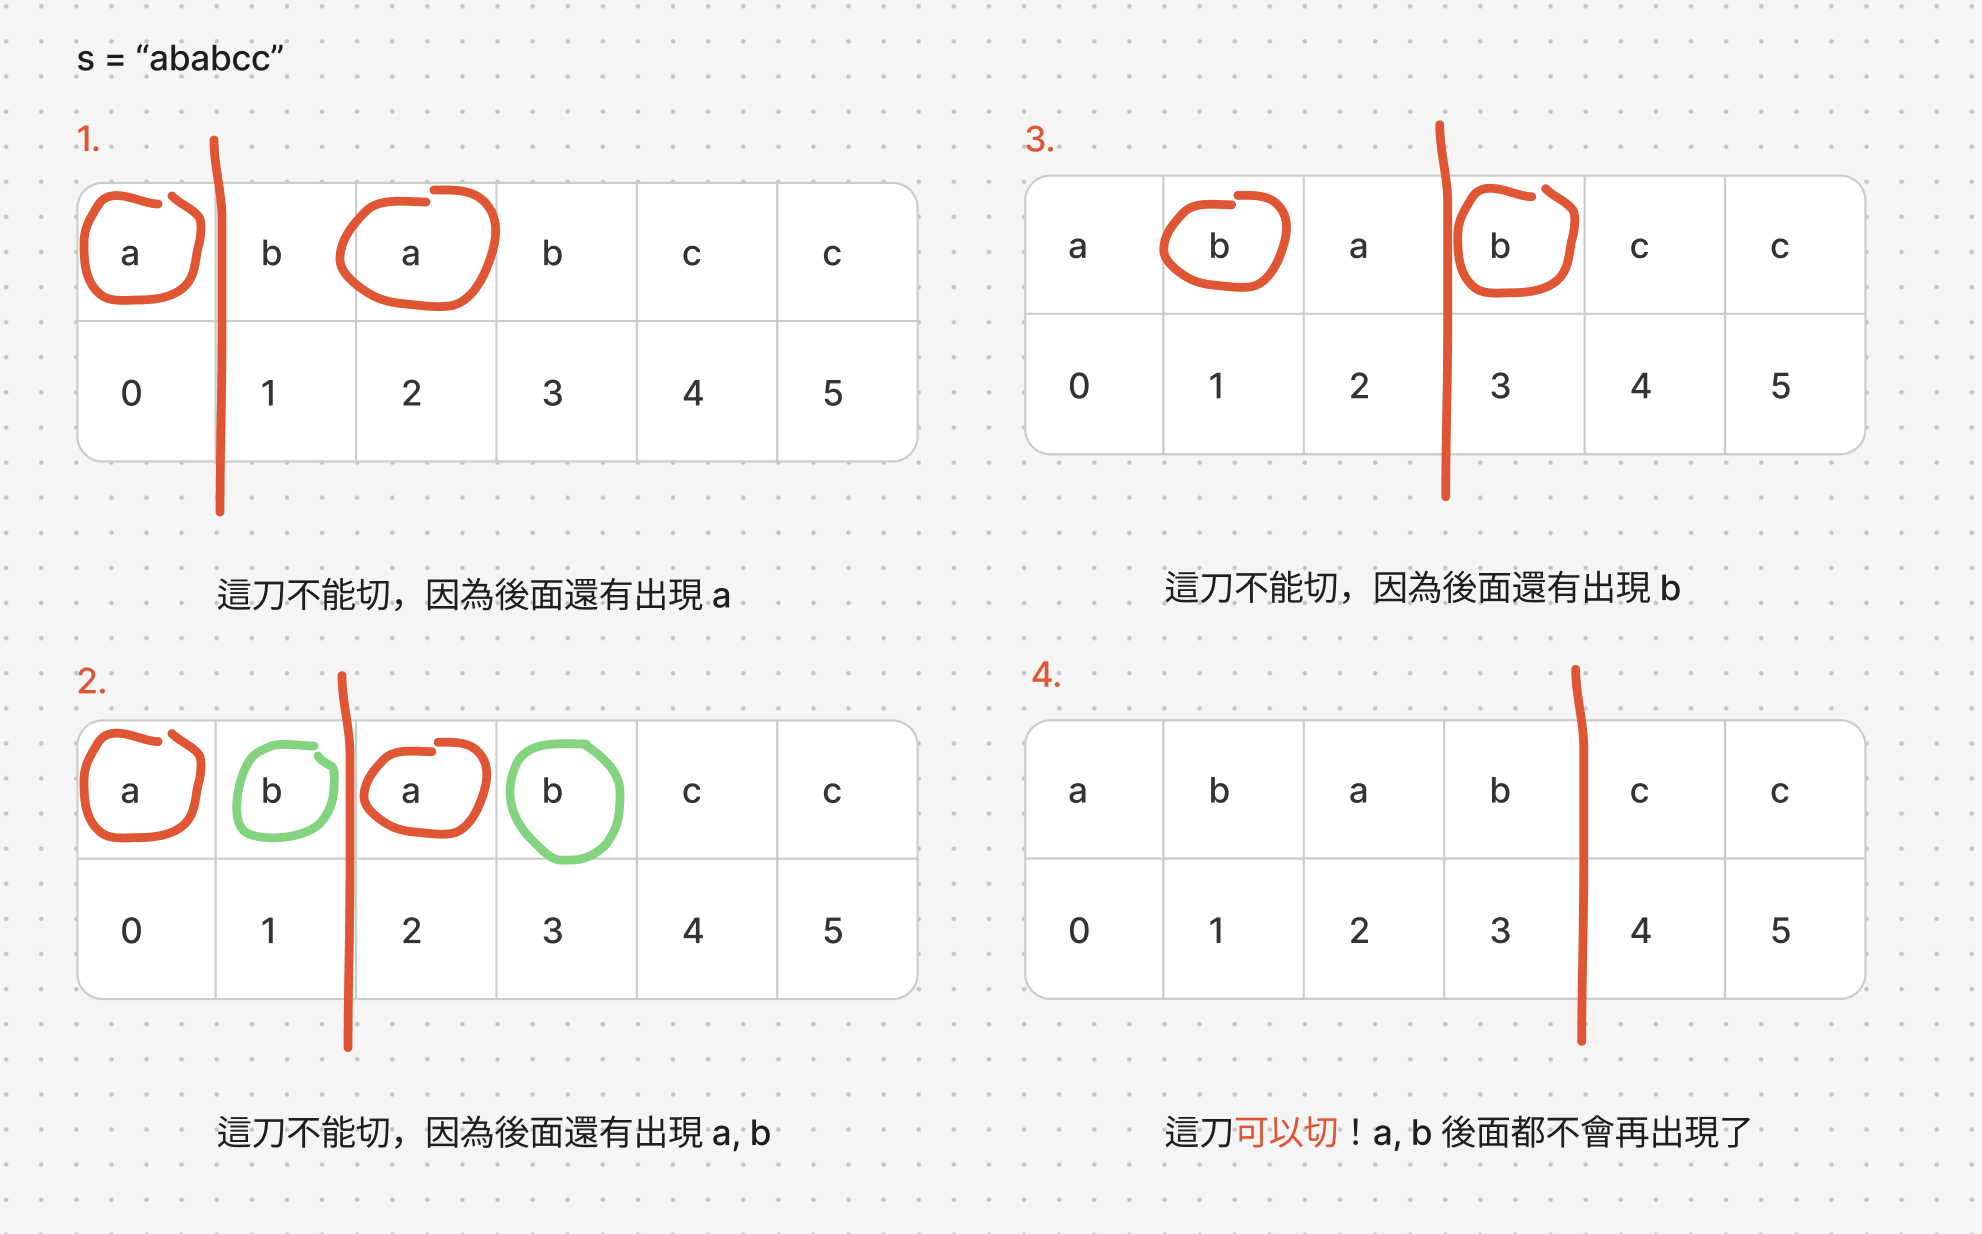 s = “ababcc”
1.
a b a b c c
0 1 2 3 4 5
這刀不能切，因為後面還有出現 a
2.
a b a b c c
0 1 2 3 4 5
這刀不能切，因為後面還有出現 a, b
3.
a b a b c c
0 1 2 3 4 5
這刀不能切，因為後面還有出現 b
4.
a b a b c c
0 1 2 3 4 5
這刀可以切！a, b 後面都不會再出現了